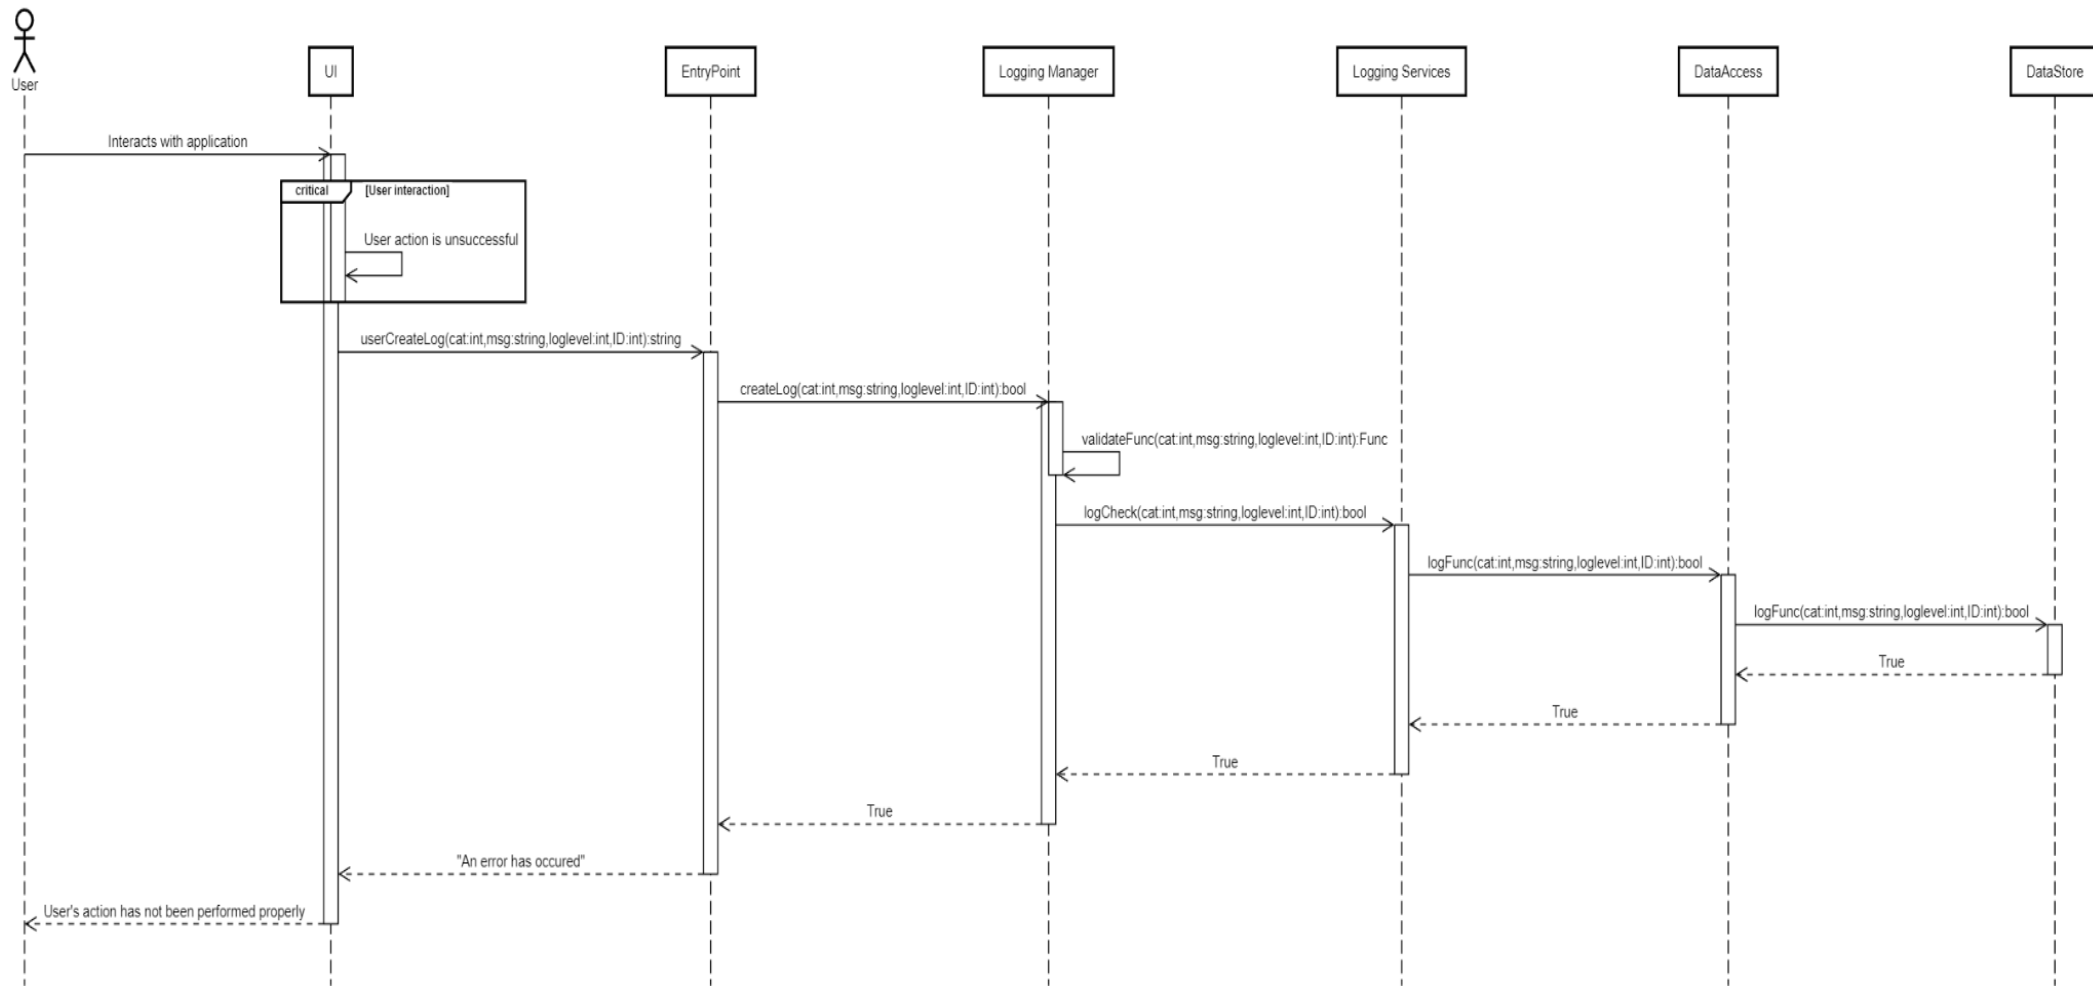 User
UI
EntryPoint
Logging Manager
Logging Services
DataAccess
DataStore
Interacts with application
critical
[User interaction]
User action is unsuccessful
userCreateLog(cat:int,msg:string,loglevel:int,ID:int):string
createLog(cat:int,msg:string,loglevel:int,ID:int):bool
validateFunc(cat:int,msg:string,loglevel:int,ID:int):Func
logCheck(cat:int,msg:string,loglevel:int,ID:int):bool
logFunc(cat:int,msg:string,loglevel:int,ID:int):bool
logFunc(cat:int,msg:string,loglevel:int,ID:int):bool
True
True
True
True
"An error has occured"
User's action has not been performed properly